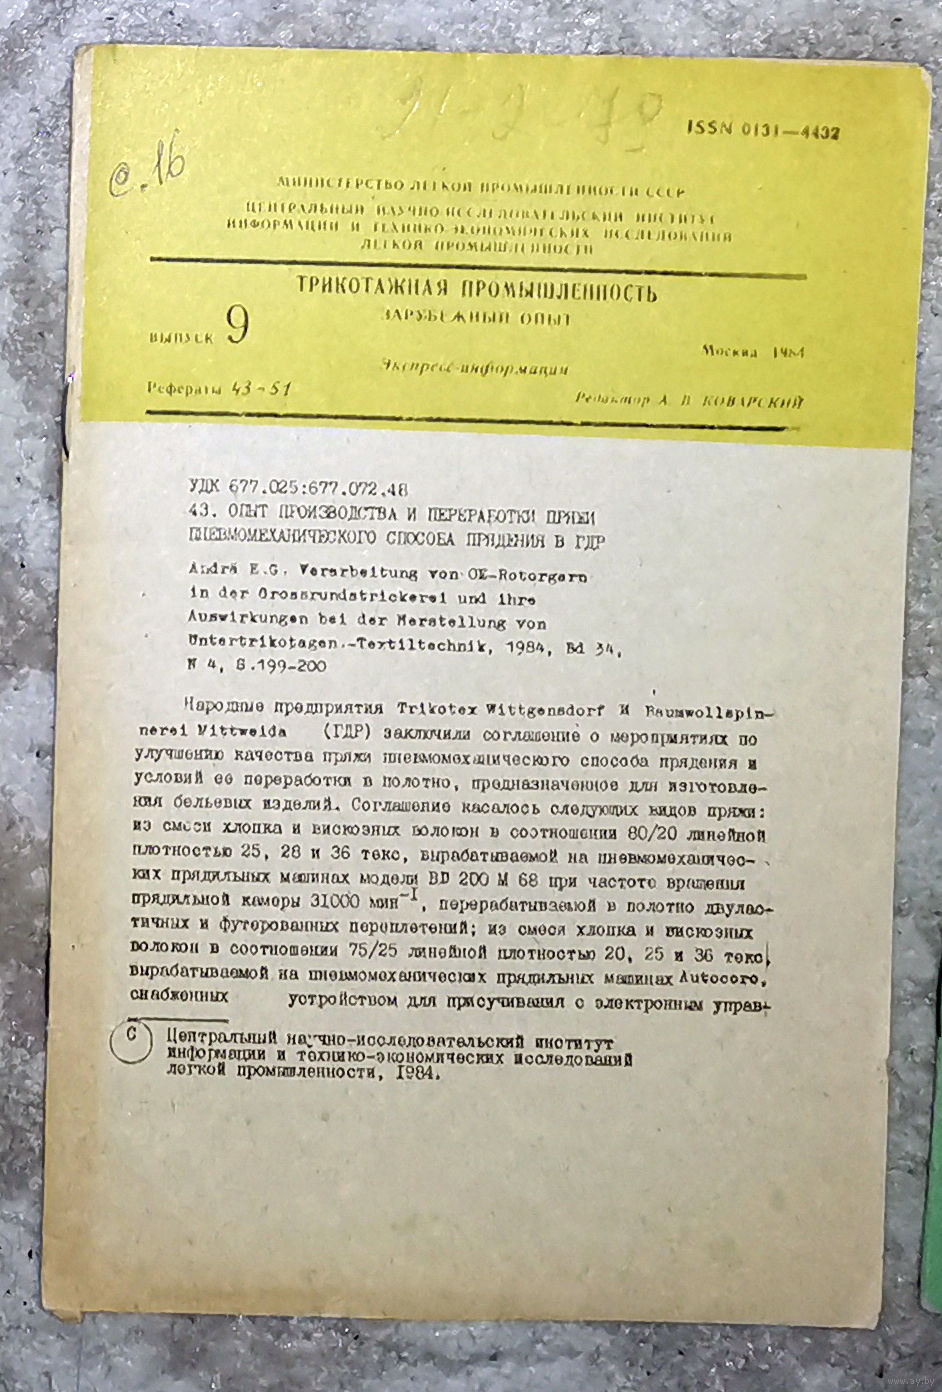 ISSN 0131—4432
с. 16
МИНИСТЕРСТВО ЛЕГКОЙ ПРОМЫШЛЕННОСТИ СССР
ЦЕНТРАЛЬНЫЙ НАУЧНО-ИССЛЕДОВАТЕЛЬСКИЙ ИНСТИТУТ
ИНФОРМАЦИИ И ТЕХНИКО-ЭКОНОМИЧЕСКИХ ИССЛЕДОВАНИЙ
ЛЕГКОЙ ПРОМЫШЛЕННОСТИ
ТРИКОТАЖНАЯ ПРОМЫШЛЕННОСТЬ
ЗАРУБЕЖНЫЙ ОПЫТ
ВЫПУСК 9
Москва 1984
Экспресс-информация
Рефераты 43-51
Редактор А. В. КОВАРСКИЙ
УДК 677.025:677.072.48
43. ОПЫТ ПРОИЗВОДСТВА И ПЕРЕРАБОТКИ ПРЯЖИ
ПНЕВМОМЕХАНИЧЕСКОГО СПОСОБА ПРЯДЕНИЯ В ГДР
Andrä E.G. Verarbeitung von OE-Rotorgarn
in der Grossrundstrickerei und ihre
Auswirkungen bei der Herstellung von
Untertrikotagen.-Textiltechnik, 1984, Bd 34,
N 4, S.199-200
Народные предприятия Trikotex Wittgensdorf и Baumwollspin-
nerei Mittweida (ГДР) заключили соглашение о мероприятиях по
улучшению качества пряжи пневмомеханического способа прядения и
условий ее переработки в полотно, предназначенное для изготовле-
ния бельевых изделий. Соглашение касалось следующих видов пряжи:
из смеси хлопка и вискозных волокон в соотношении 80/20 линейной
плотностью 25, 28 и 36 текс, вырабатываемой на пневмомеханичес-
ких прядильных машинах модели BD 200 M 68 при частоте вращения
прядильной камеры 31000 мин⁻¹, перерабатываемой в полотно двулас-
тичных и футерованных переплетений; из смеси хлопка и вискозных
волокон в соотношении 75/25 линейной плотностью 20, 25 и 36 текс,
вырабатываемой на пневмомеханических прядильных машинах Autocoro,
снабженных устройством для присучивания с электронным управ-
C Центральный научно-исследовательский институт
информации и технико-экономических исследований
легкой промышленности, 1984.
www.ay.by